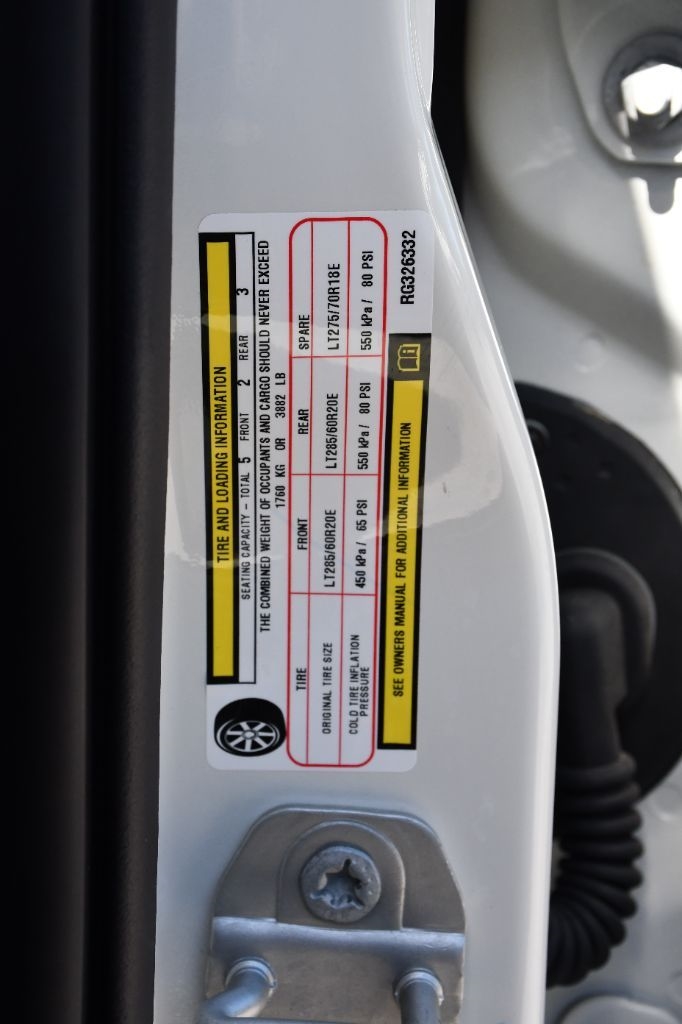 TIRE AND LOADING INFORMATION
SEATING CAPACITY - TOTAL 5 FRONT 2 REAR 3
THE COMBINED WEIGHT OF OCCUPANTS AND CARGO SHOULD NEVER EXCEED
1760 KG OR 3882 LB
TIRE FRONT REAR SPARE
ORIGINAL TIRE SIZE LT285/60R20E LT285/60R20E LT275/70R18E
COLD TIRE INFLATION
PRESSURE 450 kPa / 65 PSI 550 kPa / 80 PSI 550 kPa / 80 PSI
SEE OWNERS MANUAL FOR ADDITIONAL INFORMATION
RG326332